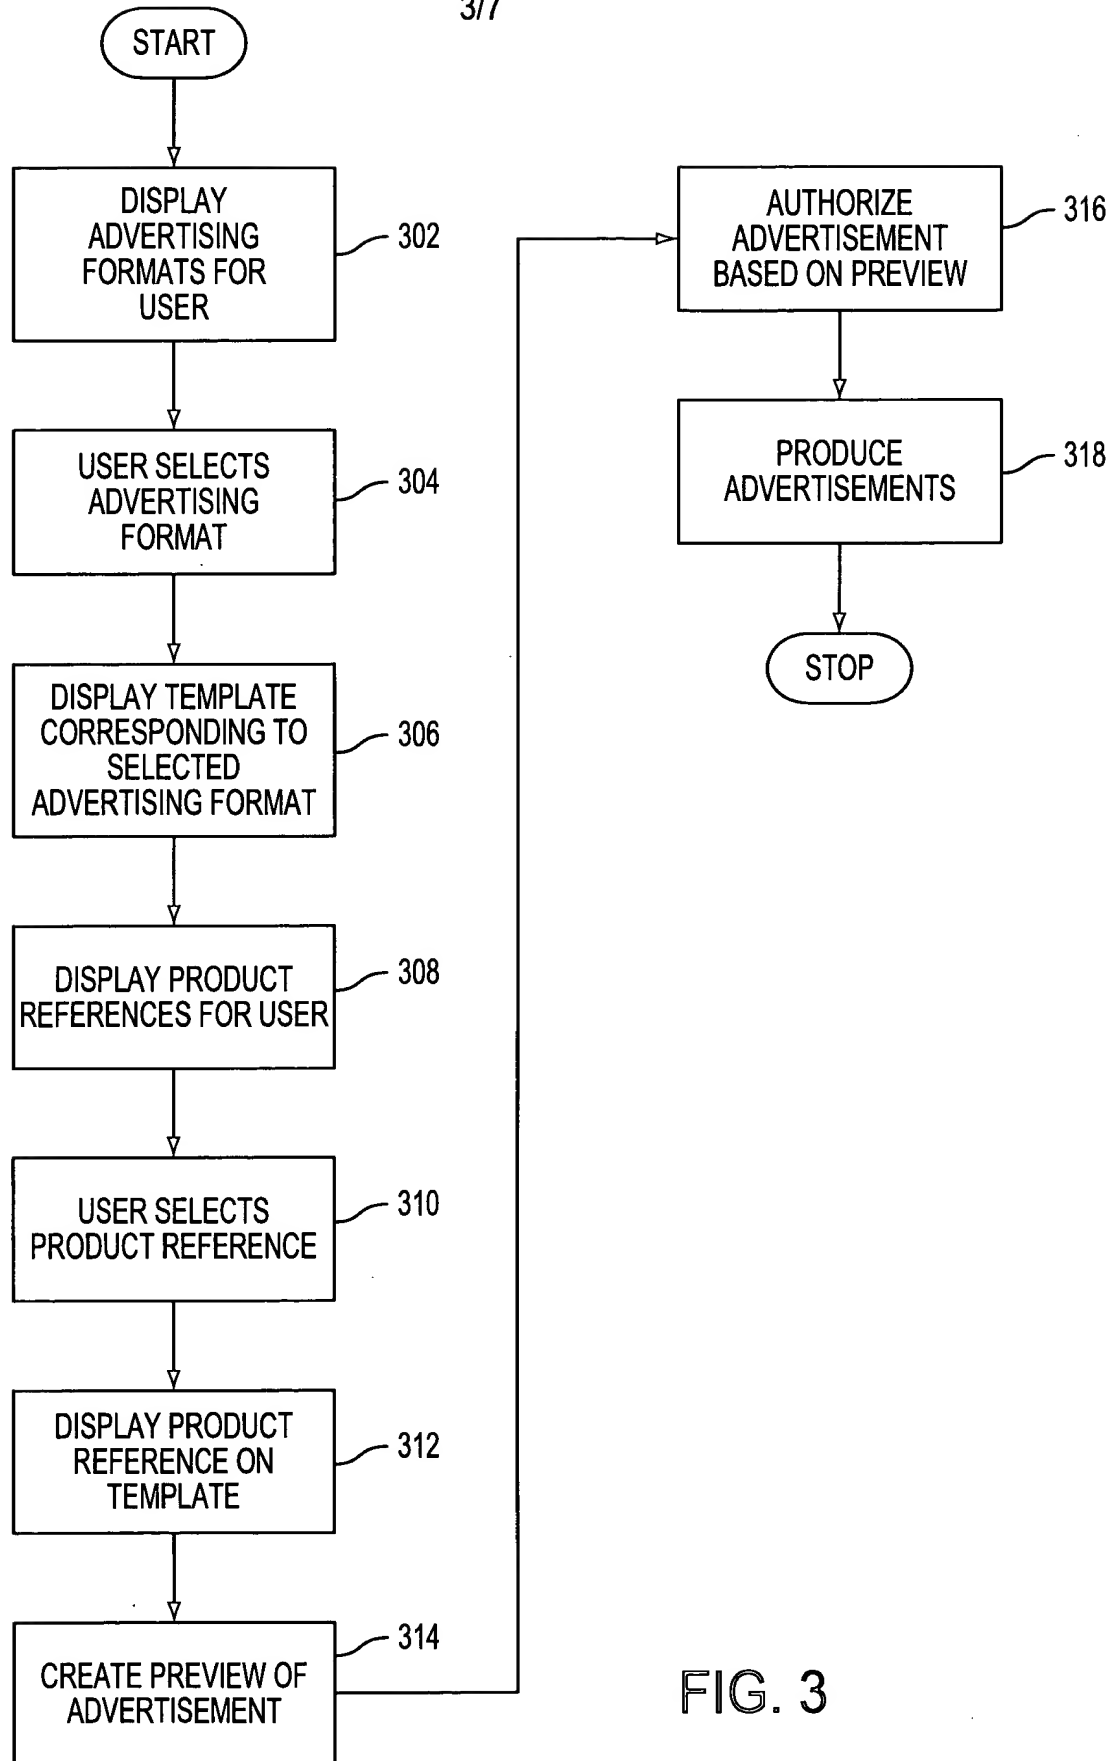 3/7
START
DISPLAY
ADVERTISING
FORMATS FOR
USER
302
USER SELECTS
ADVERTISING
FORMAT
304
DISPLAY TEMPLATE
CORRESPONDING TO
SELECTED
ADVERTISING FORMAT
306
DISPLAY PRODUCT
REFERENCES FOR USER
308
USER SELECTS
PRODUCT REFERENCE
310
DISPLAY PRODUCT
REFERENCE ON
TEMPLATE
312
CREATE PREVIEW OF
ADVERTISEMENT
314
AUTHORIZE
ADVERTISEMENT
BASED ON PREVIEW
316
PRODUCE
ADVERTISEMENTS
318
STOP
FIG. 3